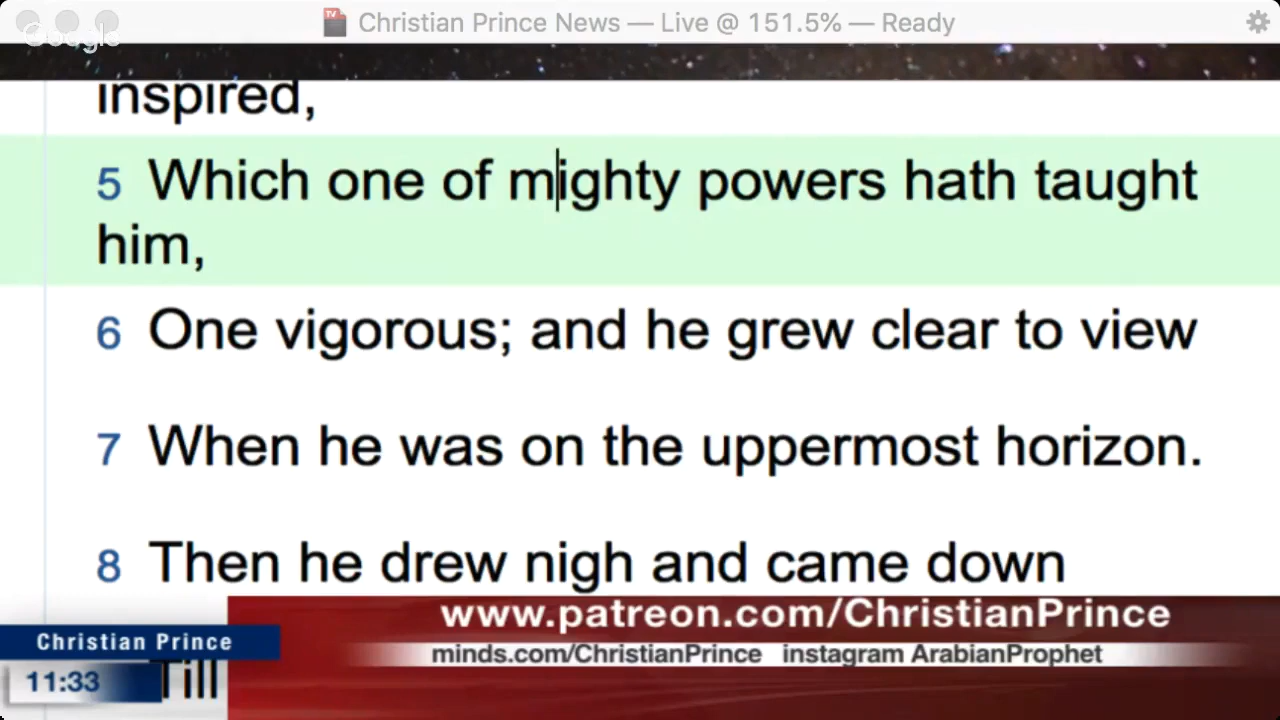 Christian Prince News — Live @ 151.5% — Ready
Google
inspired,
5 Which one of mighty powers hath taught
him,
6 One vigorous; and he grew clear to view
7 When he was on the uppermost horizon.
8 Then he drew nigh and came down
www.patreon.com/ChristianPrince
Christian Prince
minds.com/ChristianPrince instagram ArabianProphet
11:33
Till